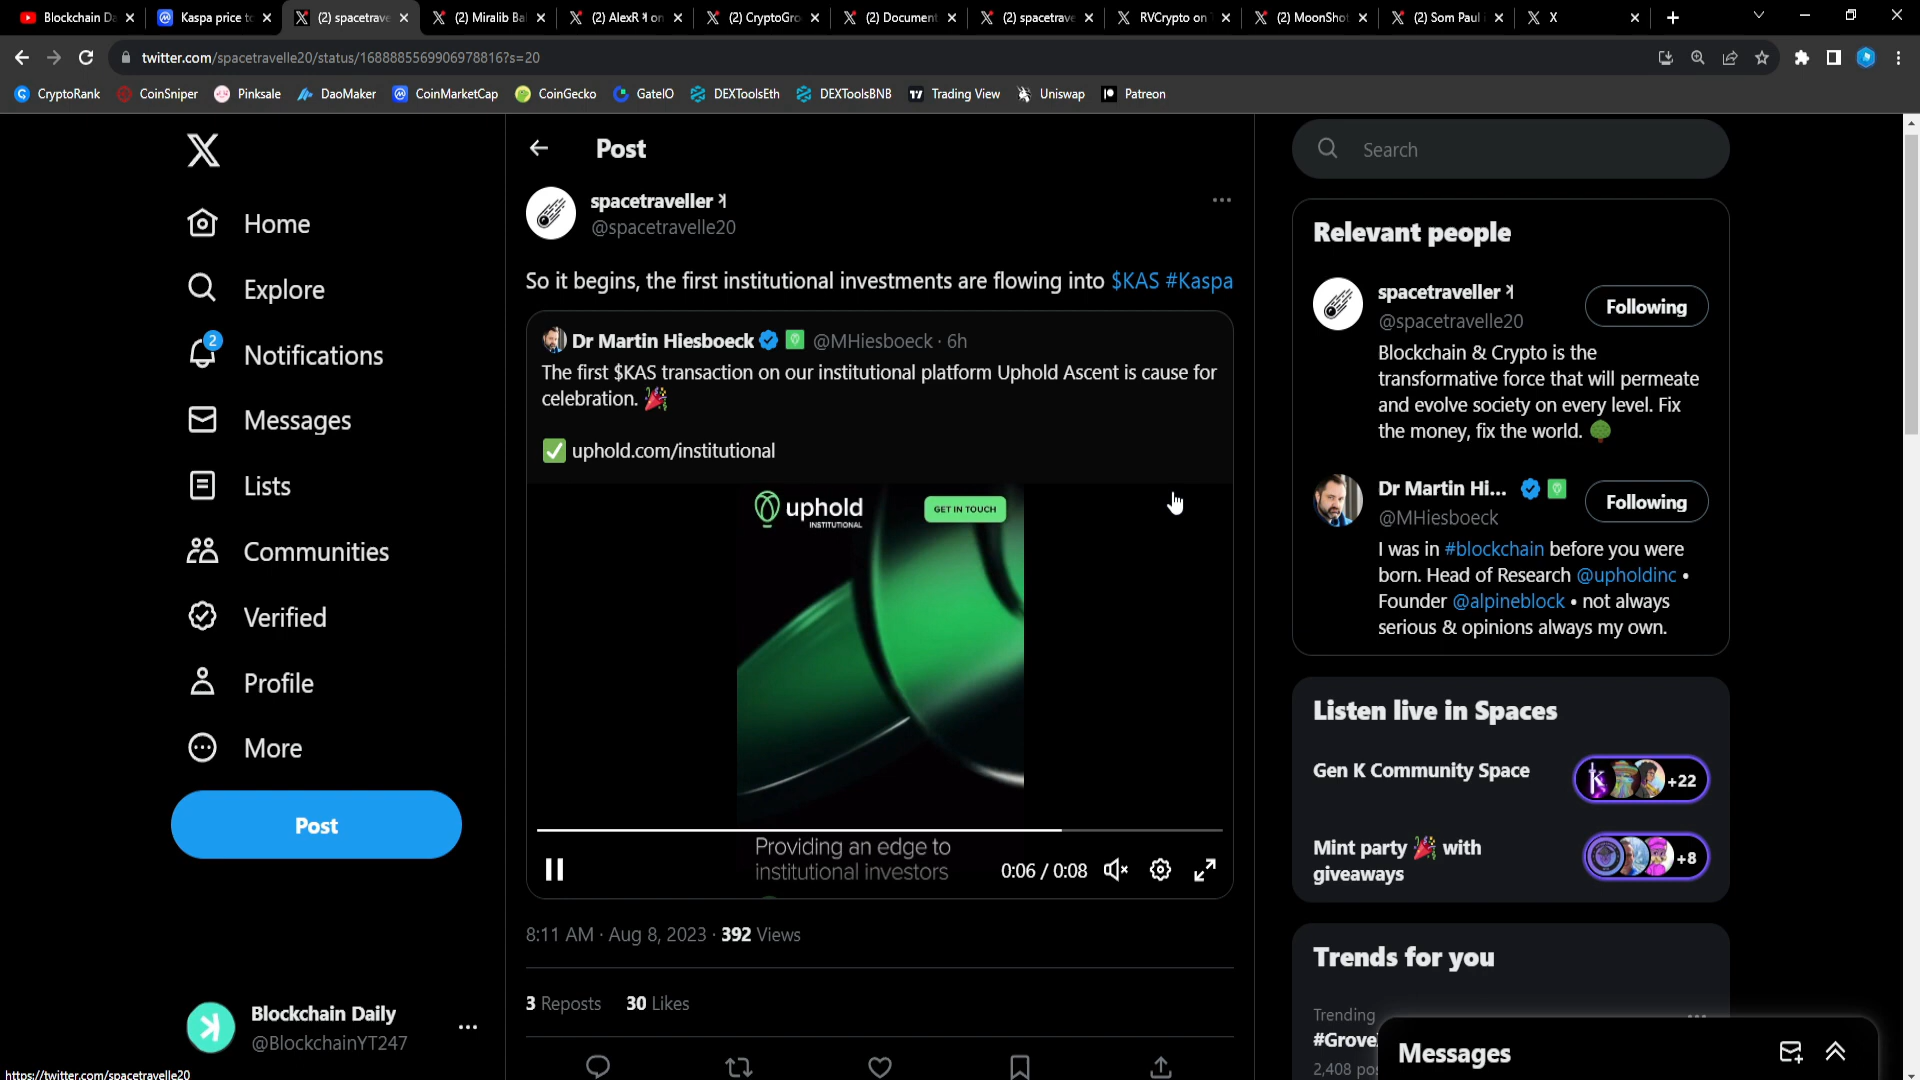 Blockchain Da
Kaspa price to
(2) spacetrave
(2) Miralib Ba
(2) AlexR on
(2) CryptoGro
(2) Document
(2) spacetrave
RVCrypto on
(2) MoonShot
(2) Som Paul
X
twitter.com/spacetravelle20/status/1688885569906978816?s=20
CryptoRank
CoinSniper
Pinksale
DaoMaker
CoinMarketCap
CoinGecko
GateIO
DEXToolsEth
DEXToolsBNB
Trading View
Uniswap
Patreon
Home
Explore
2
Notifications
Messages
Lists
Communities
Verified
Profile
More
Post
Blockchain Daily
@BlockchainYT247
https://twitter.com/spacetravelle20
Post
spacetraveller
@spacetravelle20
So it begins, the first institutional investments are flowing into $KAS #Kaspa
Dr Martin Hiesboeck @MHiesboeck · 6h
The first $KAS transaction on our institutional platform Uphold Ascent is cause for
celebration. 🎉
✅ uphold.com/institutional
uphold
INSTITUTIONAL
GET IN TOUCH
Providing an edge to
institutional investors
0:06 / 0:08
8:11 AM · Aug 8, 2023 · 392 Views
3 Reposts 30 Likes
Search
Relevant people
spacetraveller
@spacetravelle20
Following
Blockchain & Crypto is the
transformative force that will permeate
and evolve society on every level. Fix
the money, fix the world. 🌳
Dr Martin Hi...
@MHiesboeck
Following
I was in #blockchain before you were
born. Head of Research @upholdinc •
Founder @alpineblock • not always
serious & opinions always my own.
Listen live in Spaces
Gen K Community Space
+22
Mint party 🎉 with
giveaways
+8
Trends for you
Trending
#Grove
2,408 pos
Messages